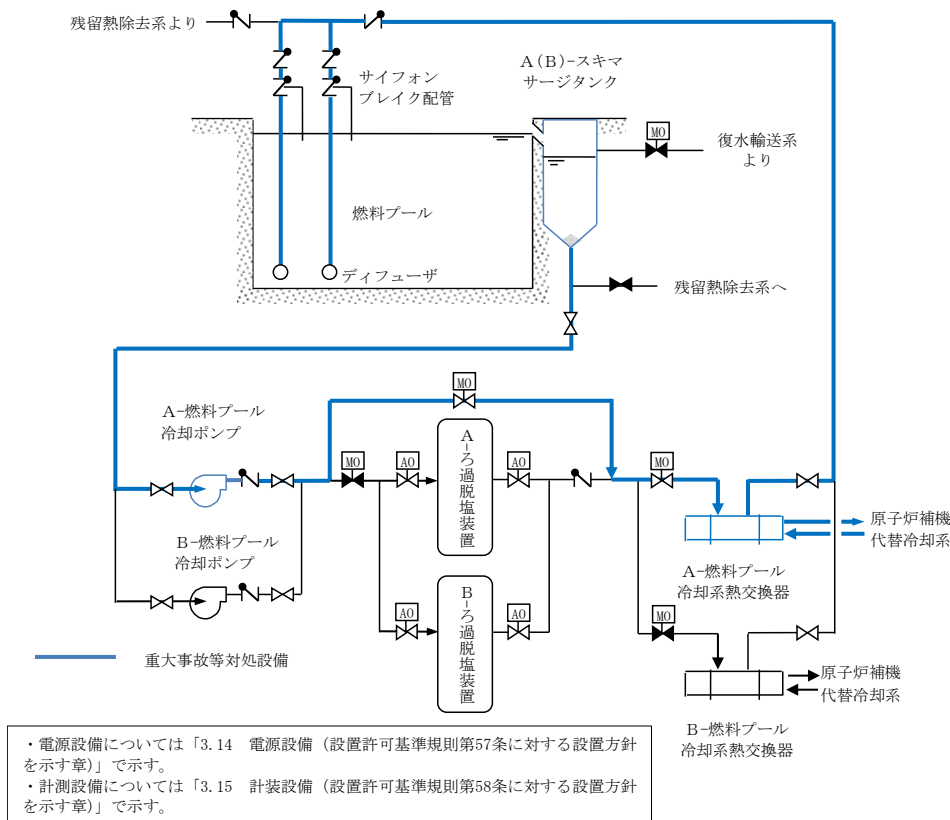 残留熱除去系より
サイフォン
ブレイク配管
A(B)-スキマ
サージタンク
MO
復水輸送系
より
燃料プール
ディフューザ
残留熱除去系へ
MO
A-燃料プール
冷却ポンプ
MO
AO
A-ろ過脱塩装置
AO
MO
原子炉補機
代替冷却系
B-燃料プール
冷却ポンプ
A-燃料プール
冷却系熱交換器
AO
B-ろ過脱塩装置
AO
MO
重大事故等対処設備
原子炉補機
代替冷却系
B-燃料プール
冷却系熱交換器
・電源設備については「3.14 電源設備（設置許可基準規則第57条に対する設置方針
を示す章）」で示す。
・計測設備については「3.15 計装設備（設置許可基準規則第58条に対する設置方針
を示す章）」で示す。